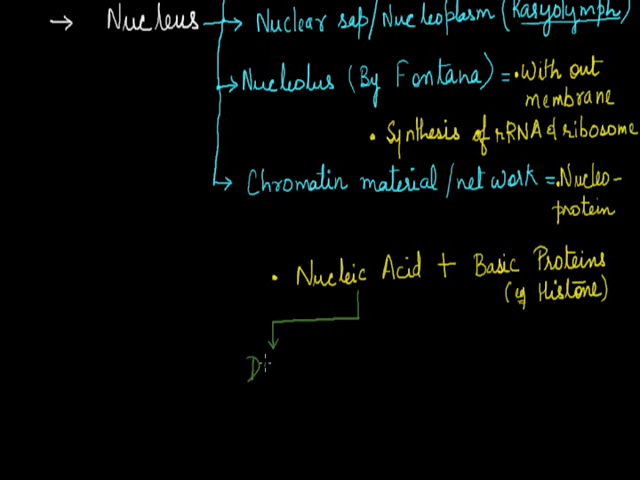 → Nucleus → Nuclear sap/Nucleoplasm (Karyolymph)
→ Nucleolus (By Fontana) = • With out
membrane
• Synthesis of rRNA & ribosome
→ Chromatin material/net work = • Nucleo-
protein
• Nucleic Acid + Basic Proteins
(eg Histone)
D